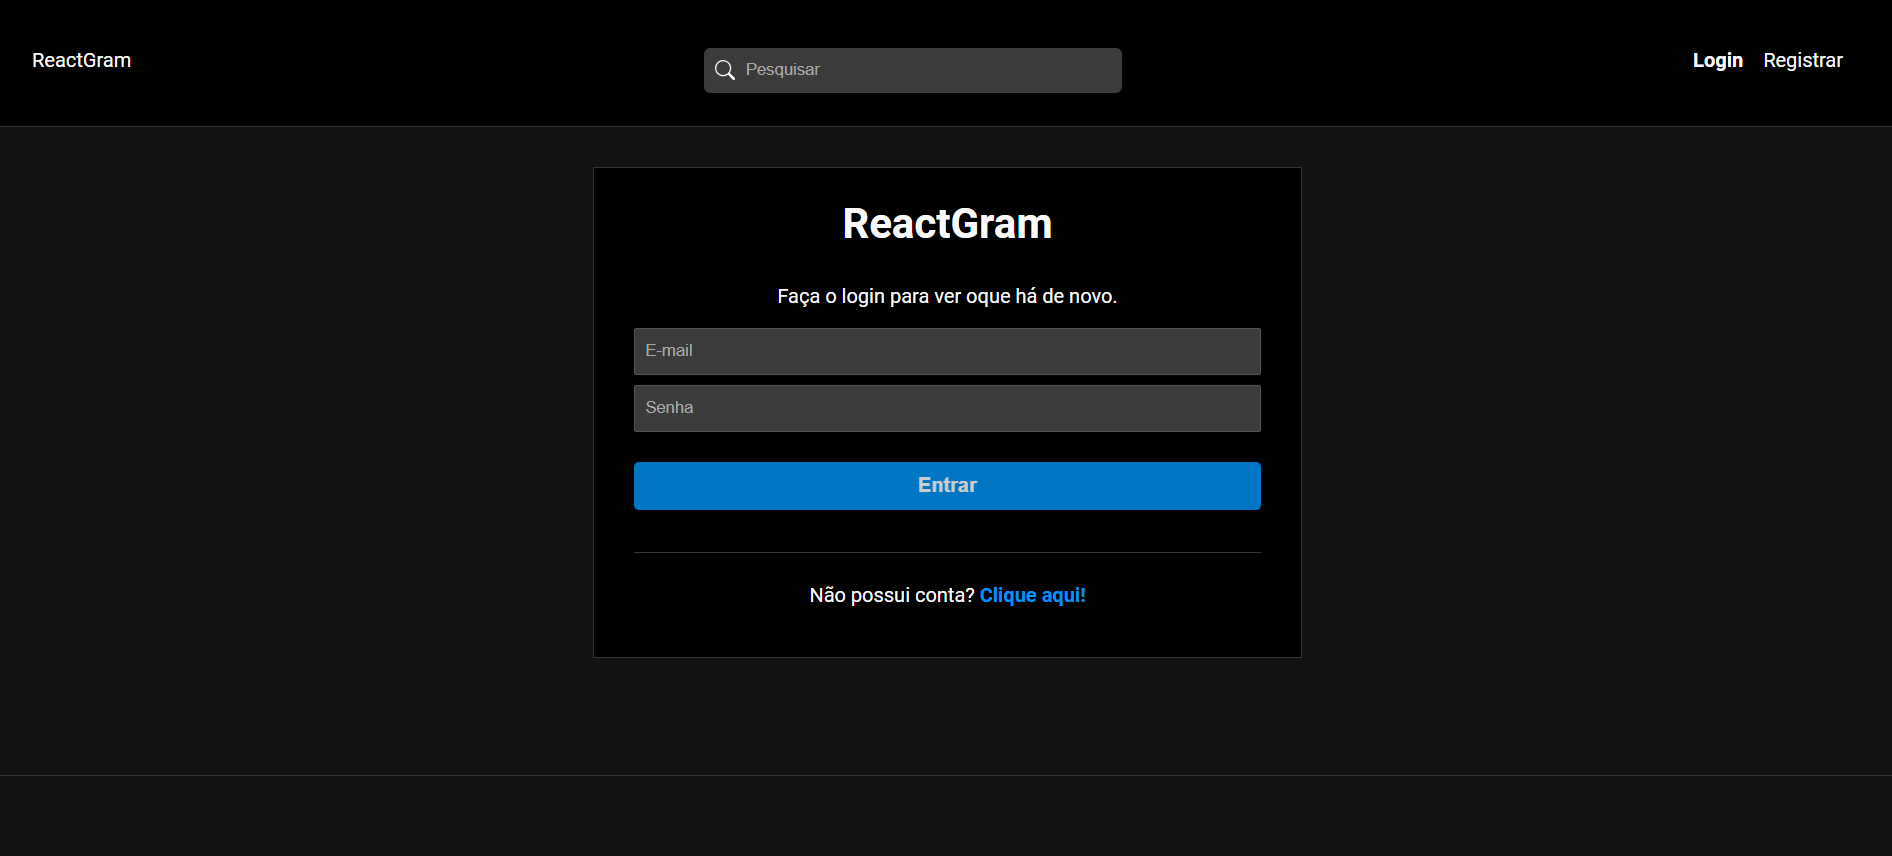 ReactGram
Pesquisar
Login Registrar
ReactGram
Faça o login para ver oque há de novo.
E-mail
Senha
Entrar
Não possui conta? Clique aqui!